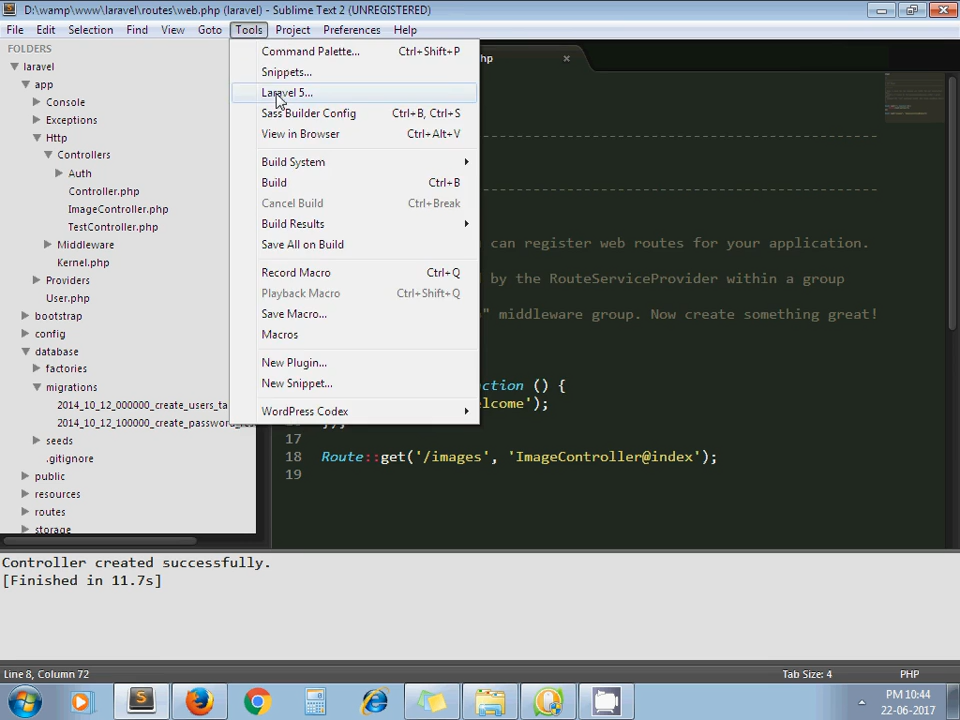 D:\wamp\www\laravel\routes\web.php (laravel) - Sublime Text 2 (UNREGISTERED)
File Edit Selection Find View Goto Tools Project Preferences Help
FOLDERS
laravel
app
Console
Exceptions
Http
Controllers
Auth
Controller.php
ImageController.php
TestController.php
Middleware
Kernel.php
Providers
User.php
bootstrap
config
database
factories
migrations
2014_10_12_000000_create_users_ta
2014_10_12_100000_create_password_
seeds
.gitignore
public
resources
routes
storage
Command Palette... Ctrl+Shift+P
Snippets...
Laravel 5...
Sass Builder Config Ctrl+B, Ctrl+S
View in Browser Ctrl+Alt+V
Build System
Build Ctrl+B
Cancel Build Ctrl+Break
Build Results
Save All on Build
Record Macro Ctrl+Q
Playback Macro Ctrl+Shift+Q
Save Macro...
Macros
New Plugin...
New Snippet...
WordPress Codex
hp
can register web routes for your application.
by the RouteServiceProvider within a group
" middleware group. Now create something great!
ction () {
lcome');
17
18 Route::get('/images', 'ImageController@index');
19
Controller created successfully.
[Finished in 11.7s]
Line 8, Column 72 Tab Size: 4 PHP
PM 10:44
22-06-2017